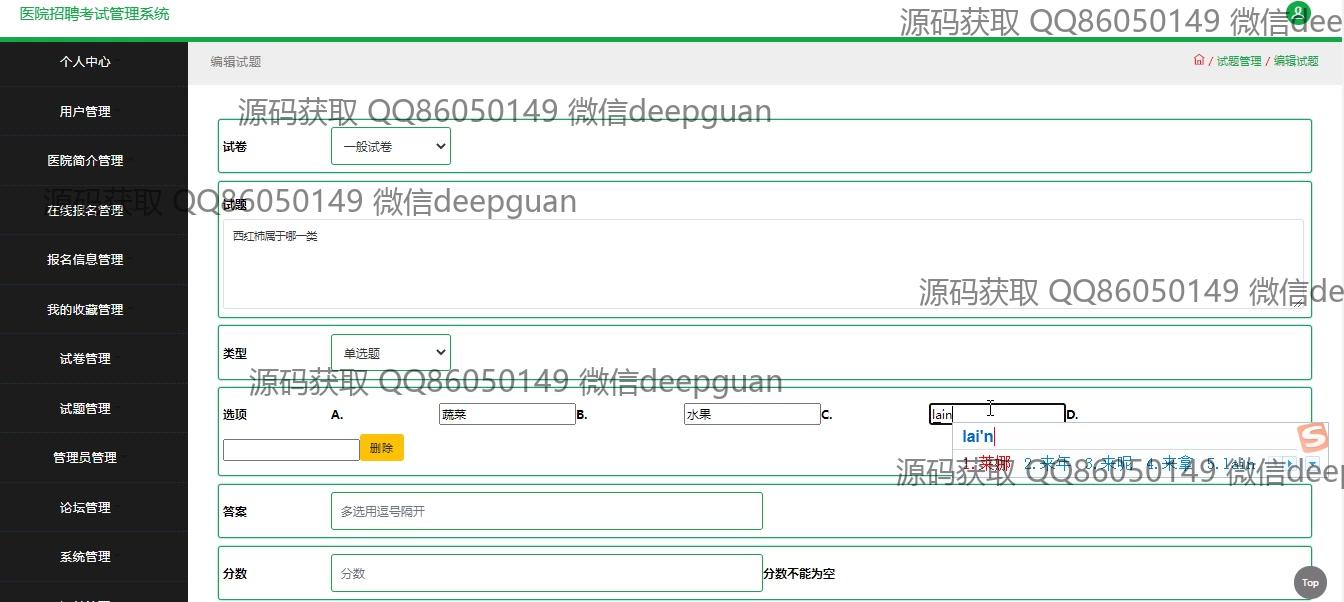 医院招聘考试管理系统
源码获取 QQ86050149 微信dee
个人中心
编辑试题
/ 试题管理 / 编辑试题
用户管理
源码获取 QQ86050149 微信deepguan
试卷
一般试卷
医院简介管理
源码获取 QQ86050149 微信deepguan
在线报名管理
试题
西红柿属于哪一类
报名信息管理
源码获取 QQ86050149 微信de
我的收藏管理
试卷管理
类型
单选题
源码获取 QQ86050149 微信deepguan
试题管理
选项
A.
蔬菜
B.
水果
C.
lain
D.
lai'n
删除
管理员管理
1.莱娜 2.来年 3.来呢 4.来拿 5.lain
源码获取 QQ86050149 微信dee
论坛管理
答案
多选用逗号隔开
系统管理
分数
分数
分数不能为空
Top